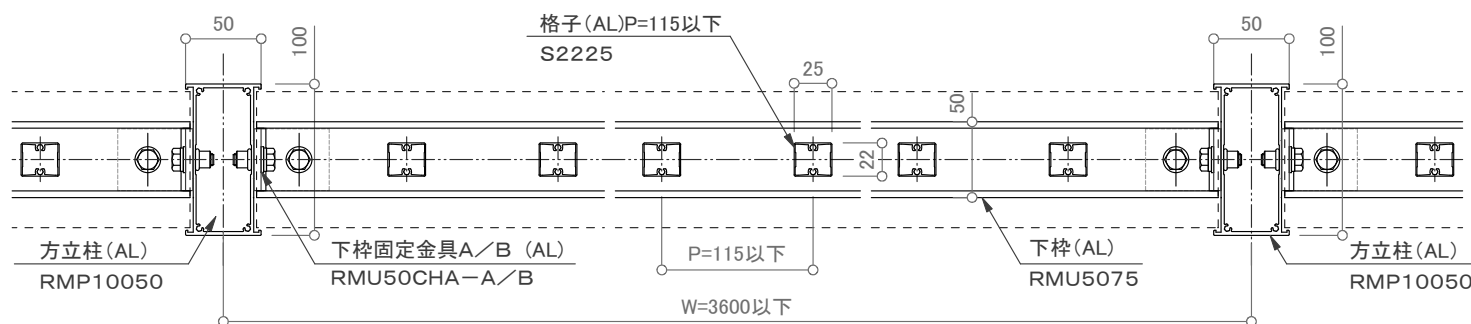 50
100
格子(AL)P=115以下
S2225
25
50
22
50
100
方立柱(AL)
RMP10050
下枠固定金具A／B (AL)
RMU50CHA－A／B
P=115以下
下枠(AL)
RMU5075
方立柱(AL)
RMP10050
W=3600以下